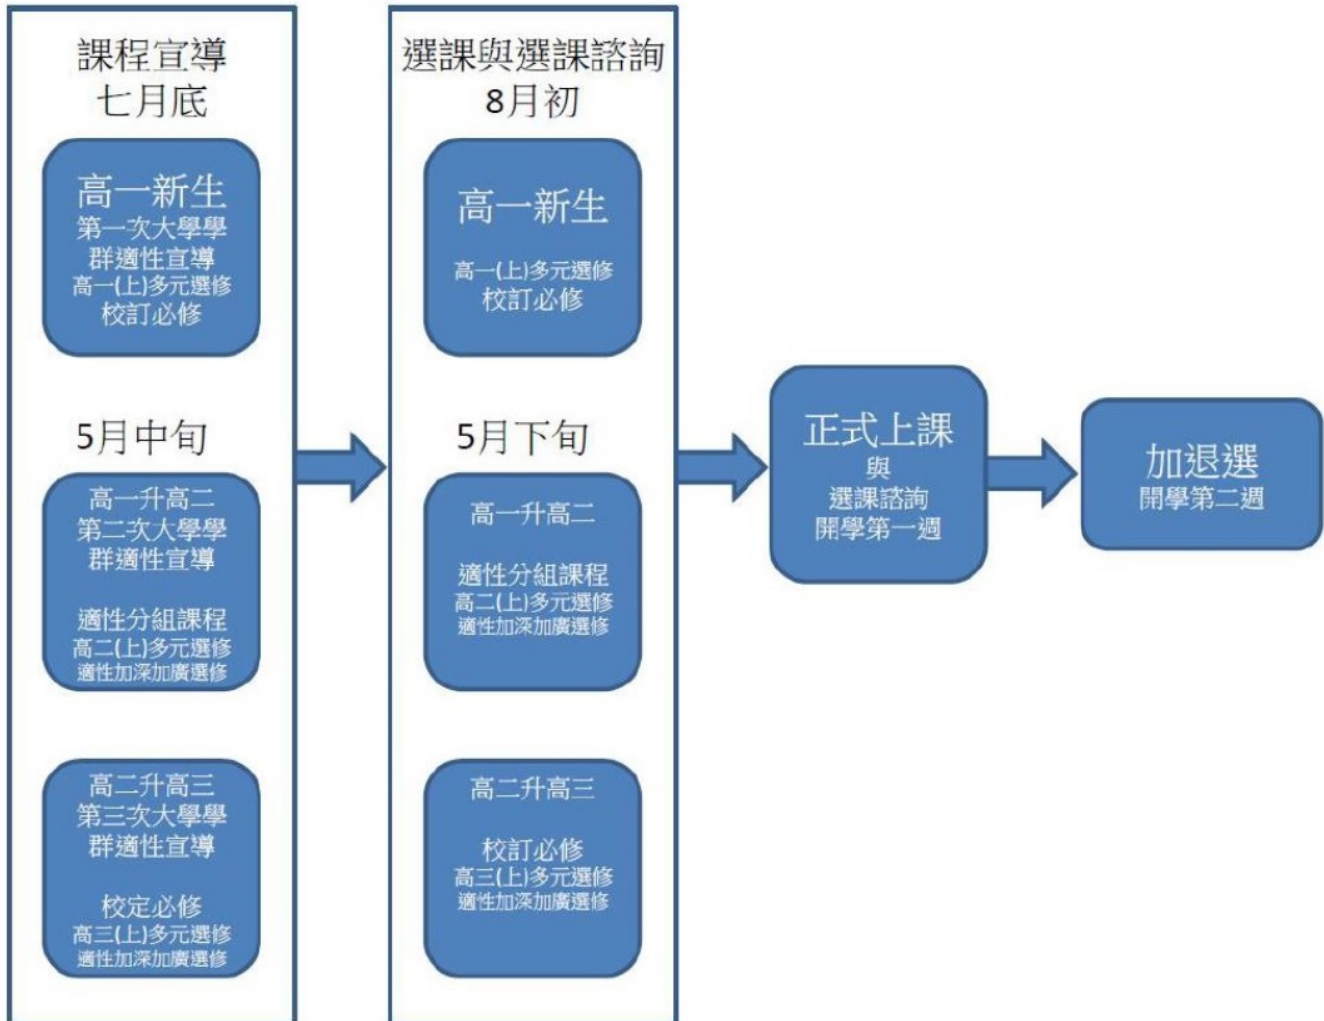 課程宣導
七月底
高一新生
第一次大學學
群適性宣導
高一(上)多元選修
校訂必修
5月中旬
高一升高二
第二次大學學
群適性宣導
適性分組課程
高二(上)多元選修
適性加深加廣選修
高二升高三
第三次大學學
群適性宣導
校定必修
高三(上)多元選修
適性加深加廣選修
選課與選課諮詢
8月初
高一新生
高一(上)多元選修
校訂必修
5月下旬
高一升高二
適性分組課程
高二(上)多元選修
適性加深加廣選修
高二升高三
校訂必修
高三(上)多元選修
適性加深加廣選修
正式上課
與
選課諮詢
開學第一週
加退選
開學第二週